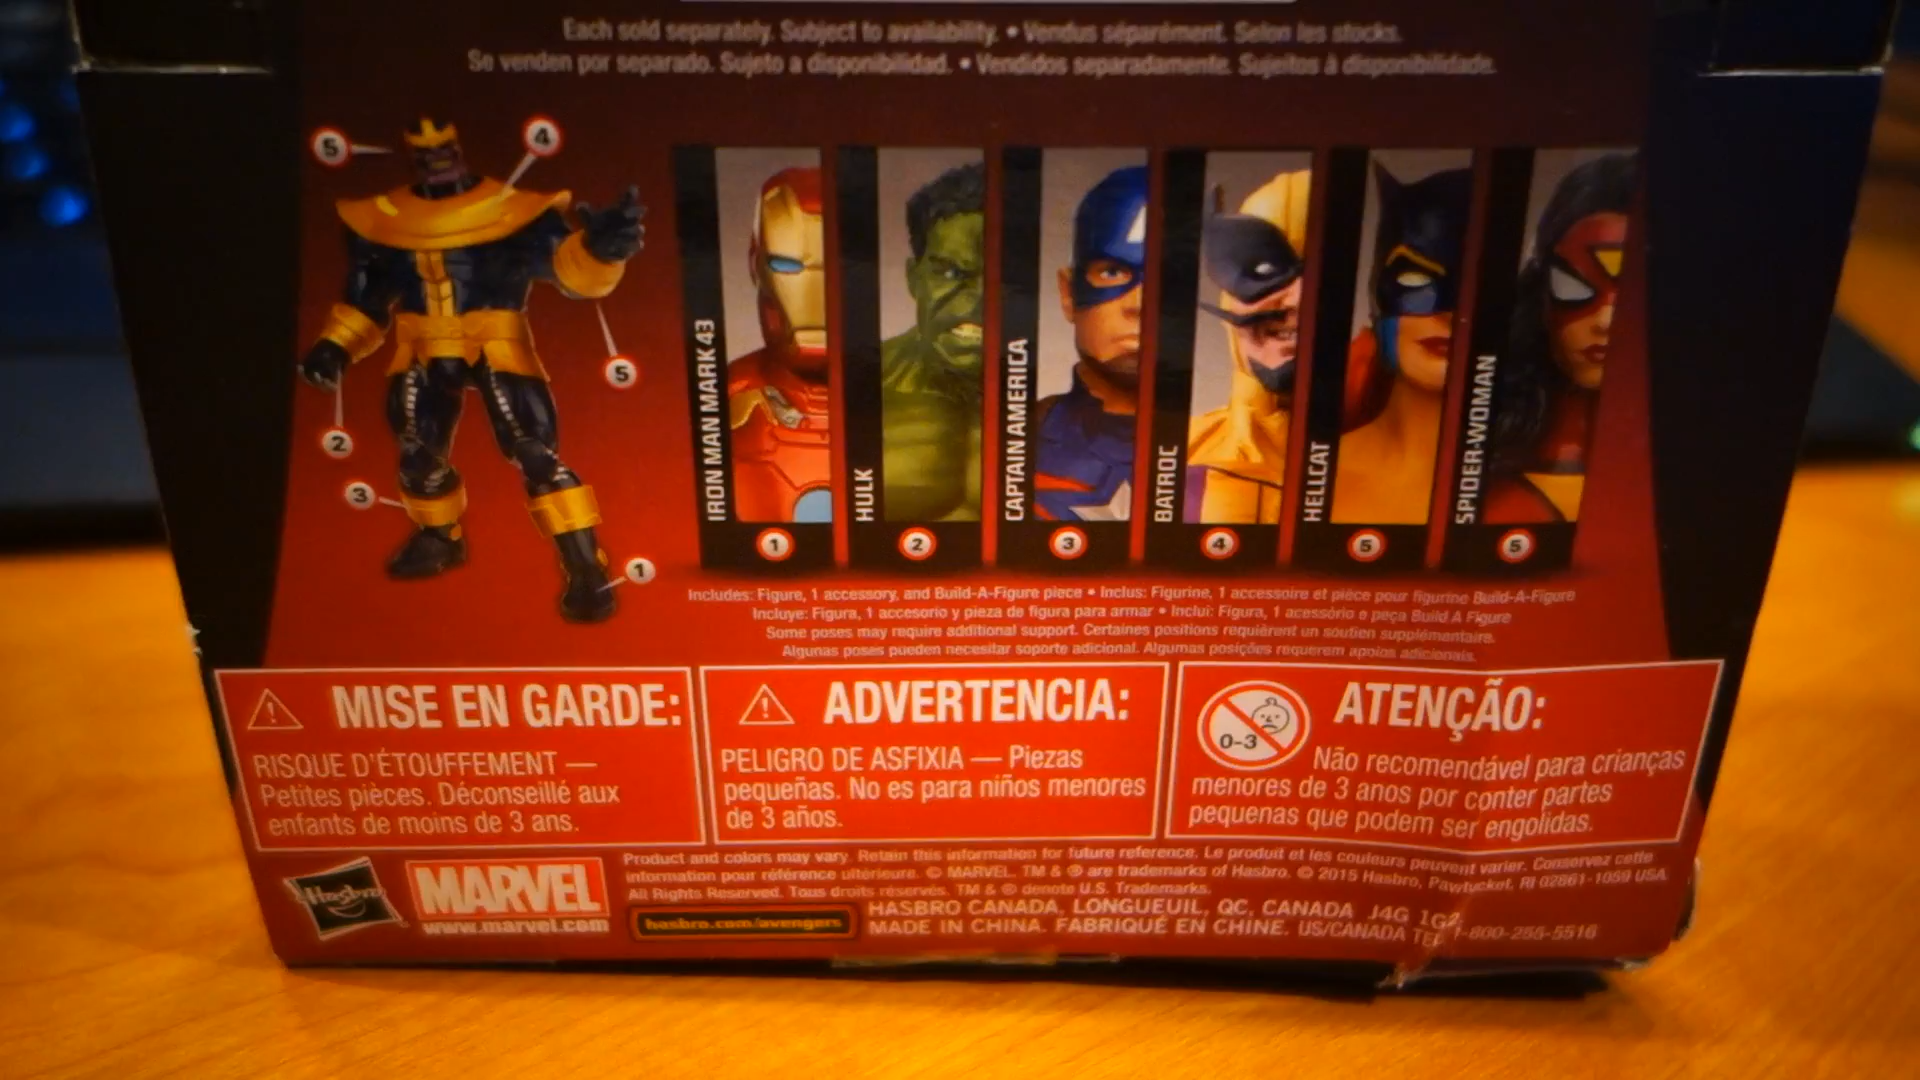 Each sold separately. Subject to availability. • Vendus séparément. Selon les stocks.
Se venden por separado. Sujeto a disponibilidad. • Vendidos separadamente. Sujeitos à disponibilidade.
5
4
5
2
3
1
IRON MAN MARK 43
HULK
CAPTAIN AMERICA
BATROC
HELLCAT
SPIDER-WOMAN
1
2
3
4
5
5
Includes: Figure, 1 accessory, and Build-A-Figure piece • Inclus: Figurine, 1 accessoire et pièce pour figurine Build-A-Figure
Incluye: Figura, 1 accesorio y pieza de figura para armar • Inclui: Figura, 1 acessório e peça Build A Figure
Some poses may require additional support. Certaines positions requièrent un soutien supplémentaire.
Algunas poses pueden necesitar soporte adicional. Algumas posições requerem apoios adicionais.
MISE EN GARDE:
RISQUE D'ÉTOUFFEMENT —
Petites pièces. Déconseillé aux
enfants de moins de 3 ans.
ADVERTENCIA:
PELIGRO DE ASFIXIA — Piezas
pequeñas. No es para niños menores
de 3 años.
0-3
ATENÇÃO:
Não recomendável para crianças
menores de 3 anos por conter partes
pequenas que podem ser engolidas.
Hasbro
MARVEL
www.marvel.com
Product and colors may vary. Retain this information for future reference. Le produit et les couleurs peuvent varier. Conservez cette
information pour référence ultérieure. © MARVEL. TM & ® are trademarks of Hasbro. © 2015 Hasbro, Pawtucket, RI 02861-1059 USA.
All Rights Reserved. Tous droits réservés. TM & ® denote U.S. Trademarks.
hasbro.com/avengers
HASBRO CANADA, LONGUEUIL, QC, CANADA J4G 1G2
MADE IN CHINA. FABRIQUÉ EN CHINE. US/CANADA TEL 1-800-255-5516